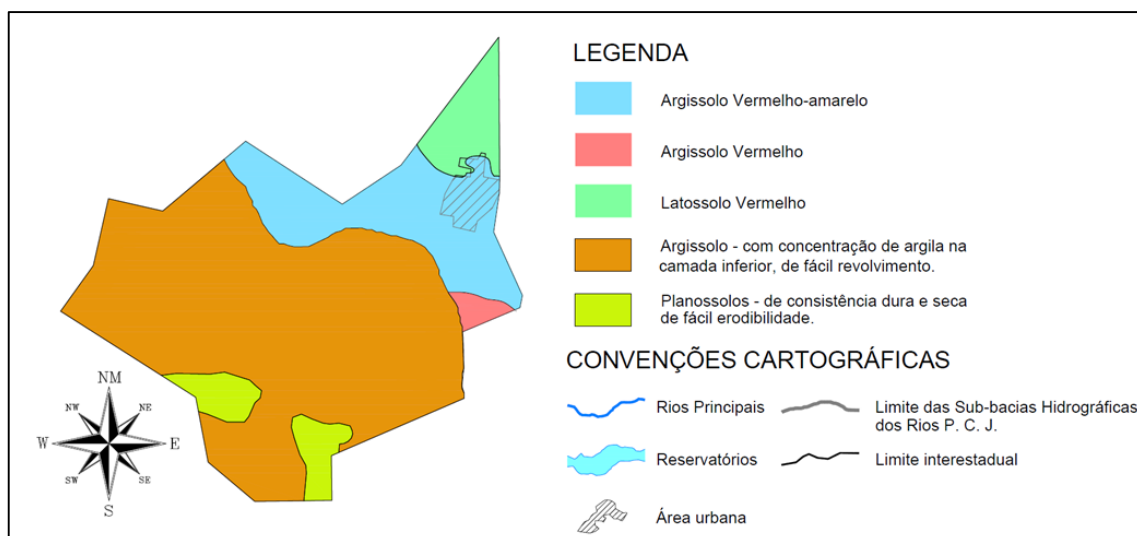 LEGENDA
Argissolo Vermelho-amarelo
Argissolo Vermelho
Latossolo Vermelho
Argissolo - com concentração de argila na
camada inferior, de fácil revolvimento.
Planossolos - de consistência dura e seca
de fácil erodibilidade.
CONVENÇÕES CARTOGRÁFICAS
Rios Principais
Limite das Sub-bacias Hidrográficas
dos Rios P. C. J.
Reservatórios
Limite interestadual
Área urbana
NM
NW
NE
W
E
SW
SE
S